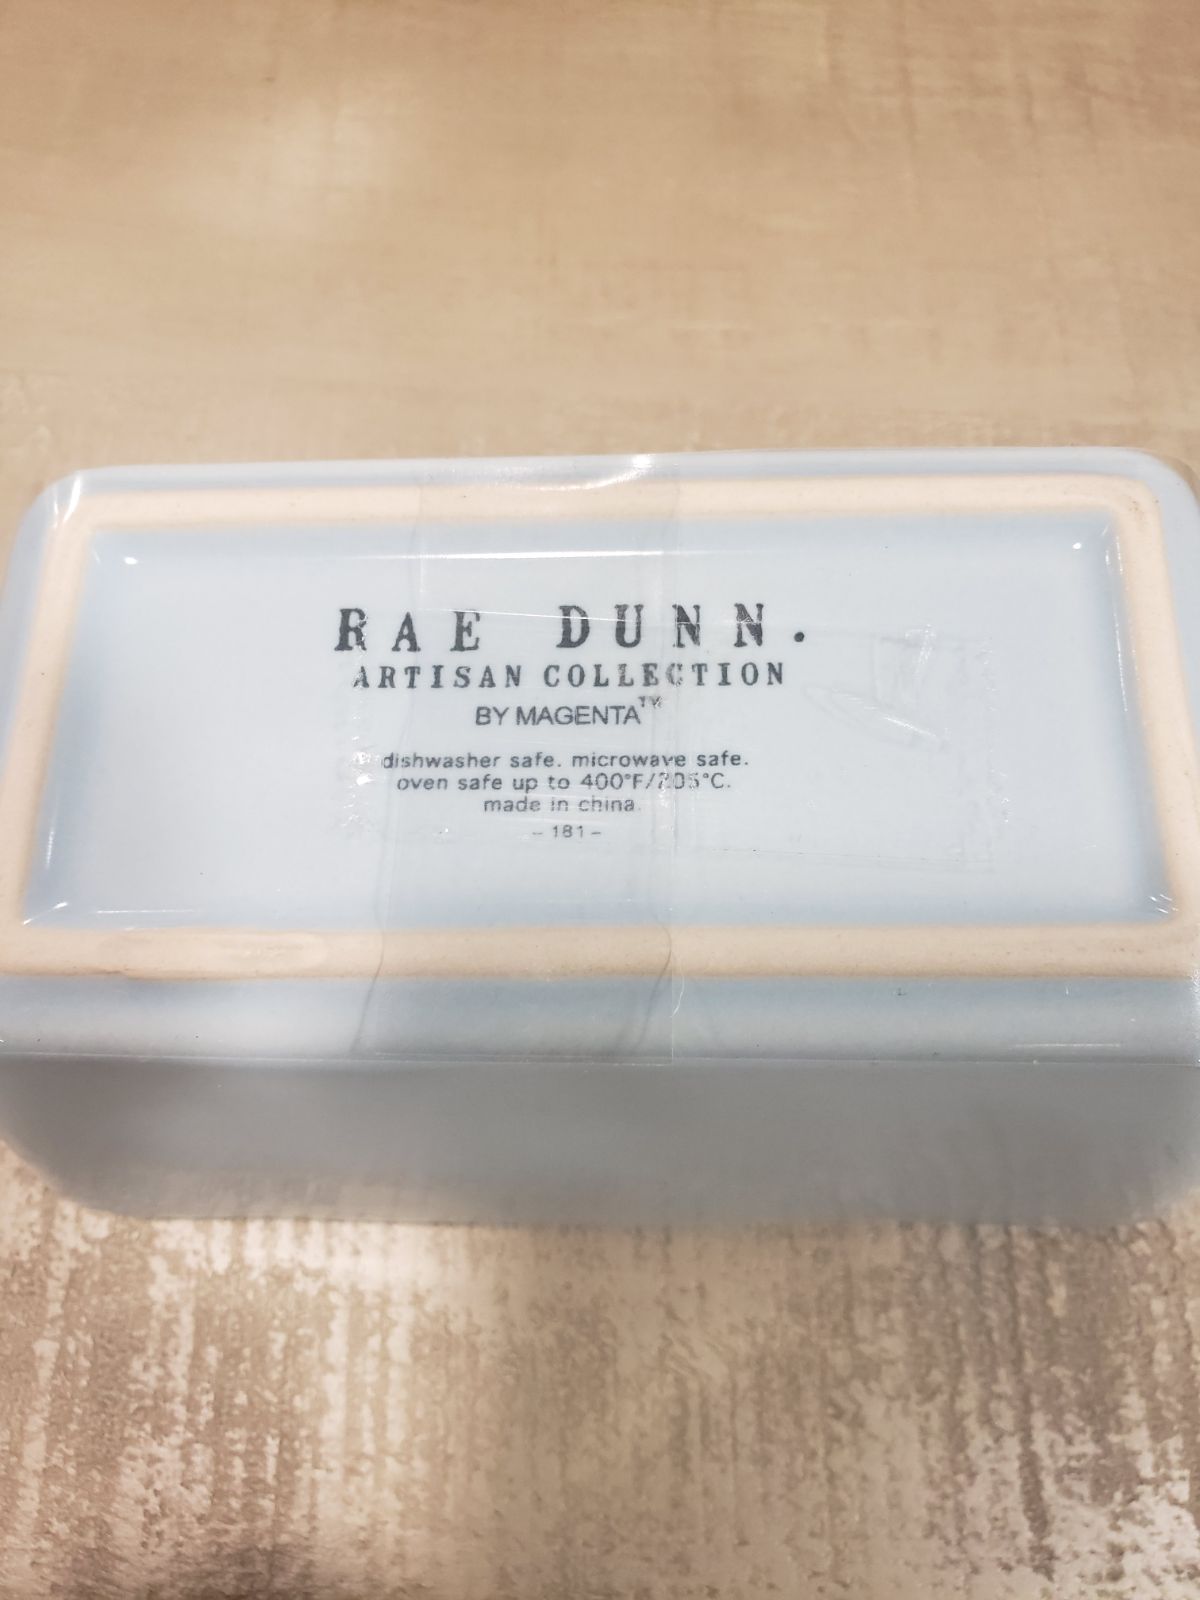 RAE DUNN.
ARTISAN COLLECTION
BY MAGENTA™
dishwasher safe. microwave safe.
oven safe up to 400°F/205°C.
made in china.
– 181 –